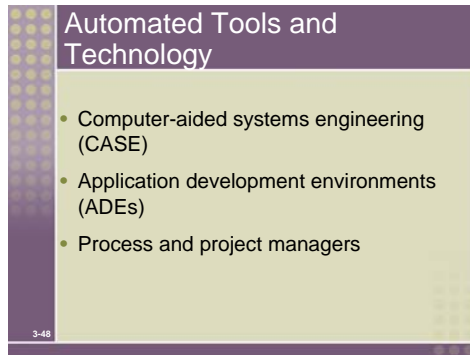 Automated Tools and
Technology
• Computer-aided systems engineering
(CASE)
• Application development environments
(ADEs)
• Process and project managers
3-48